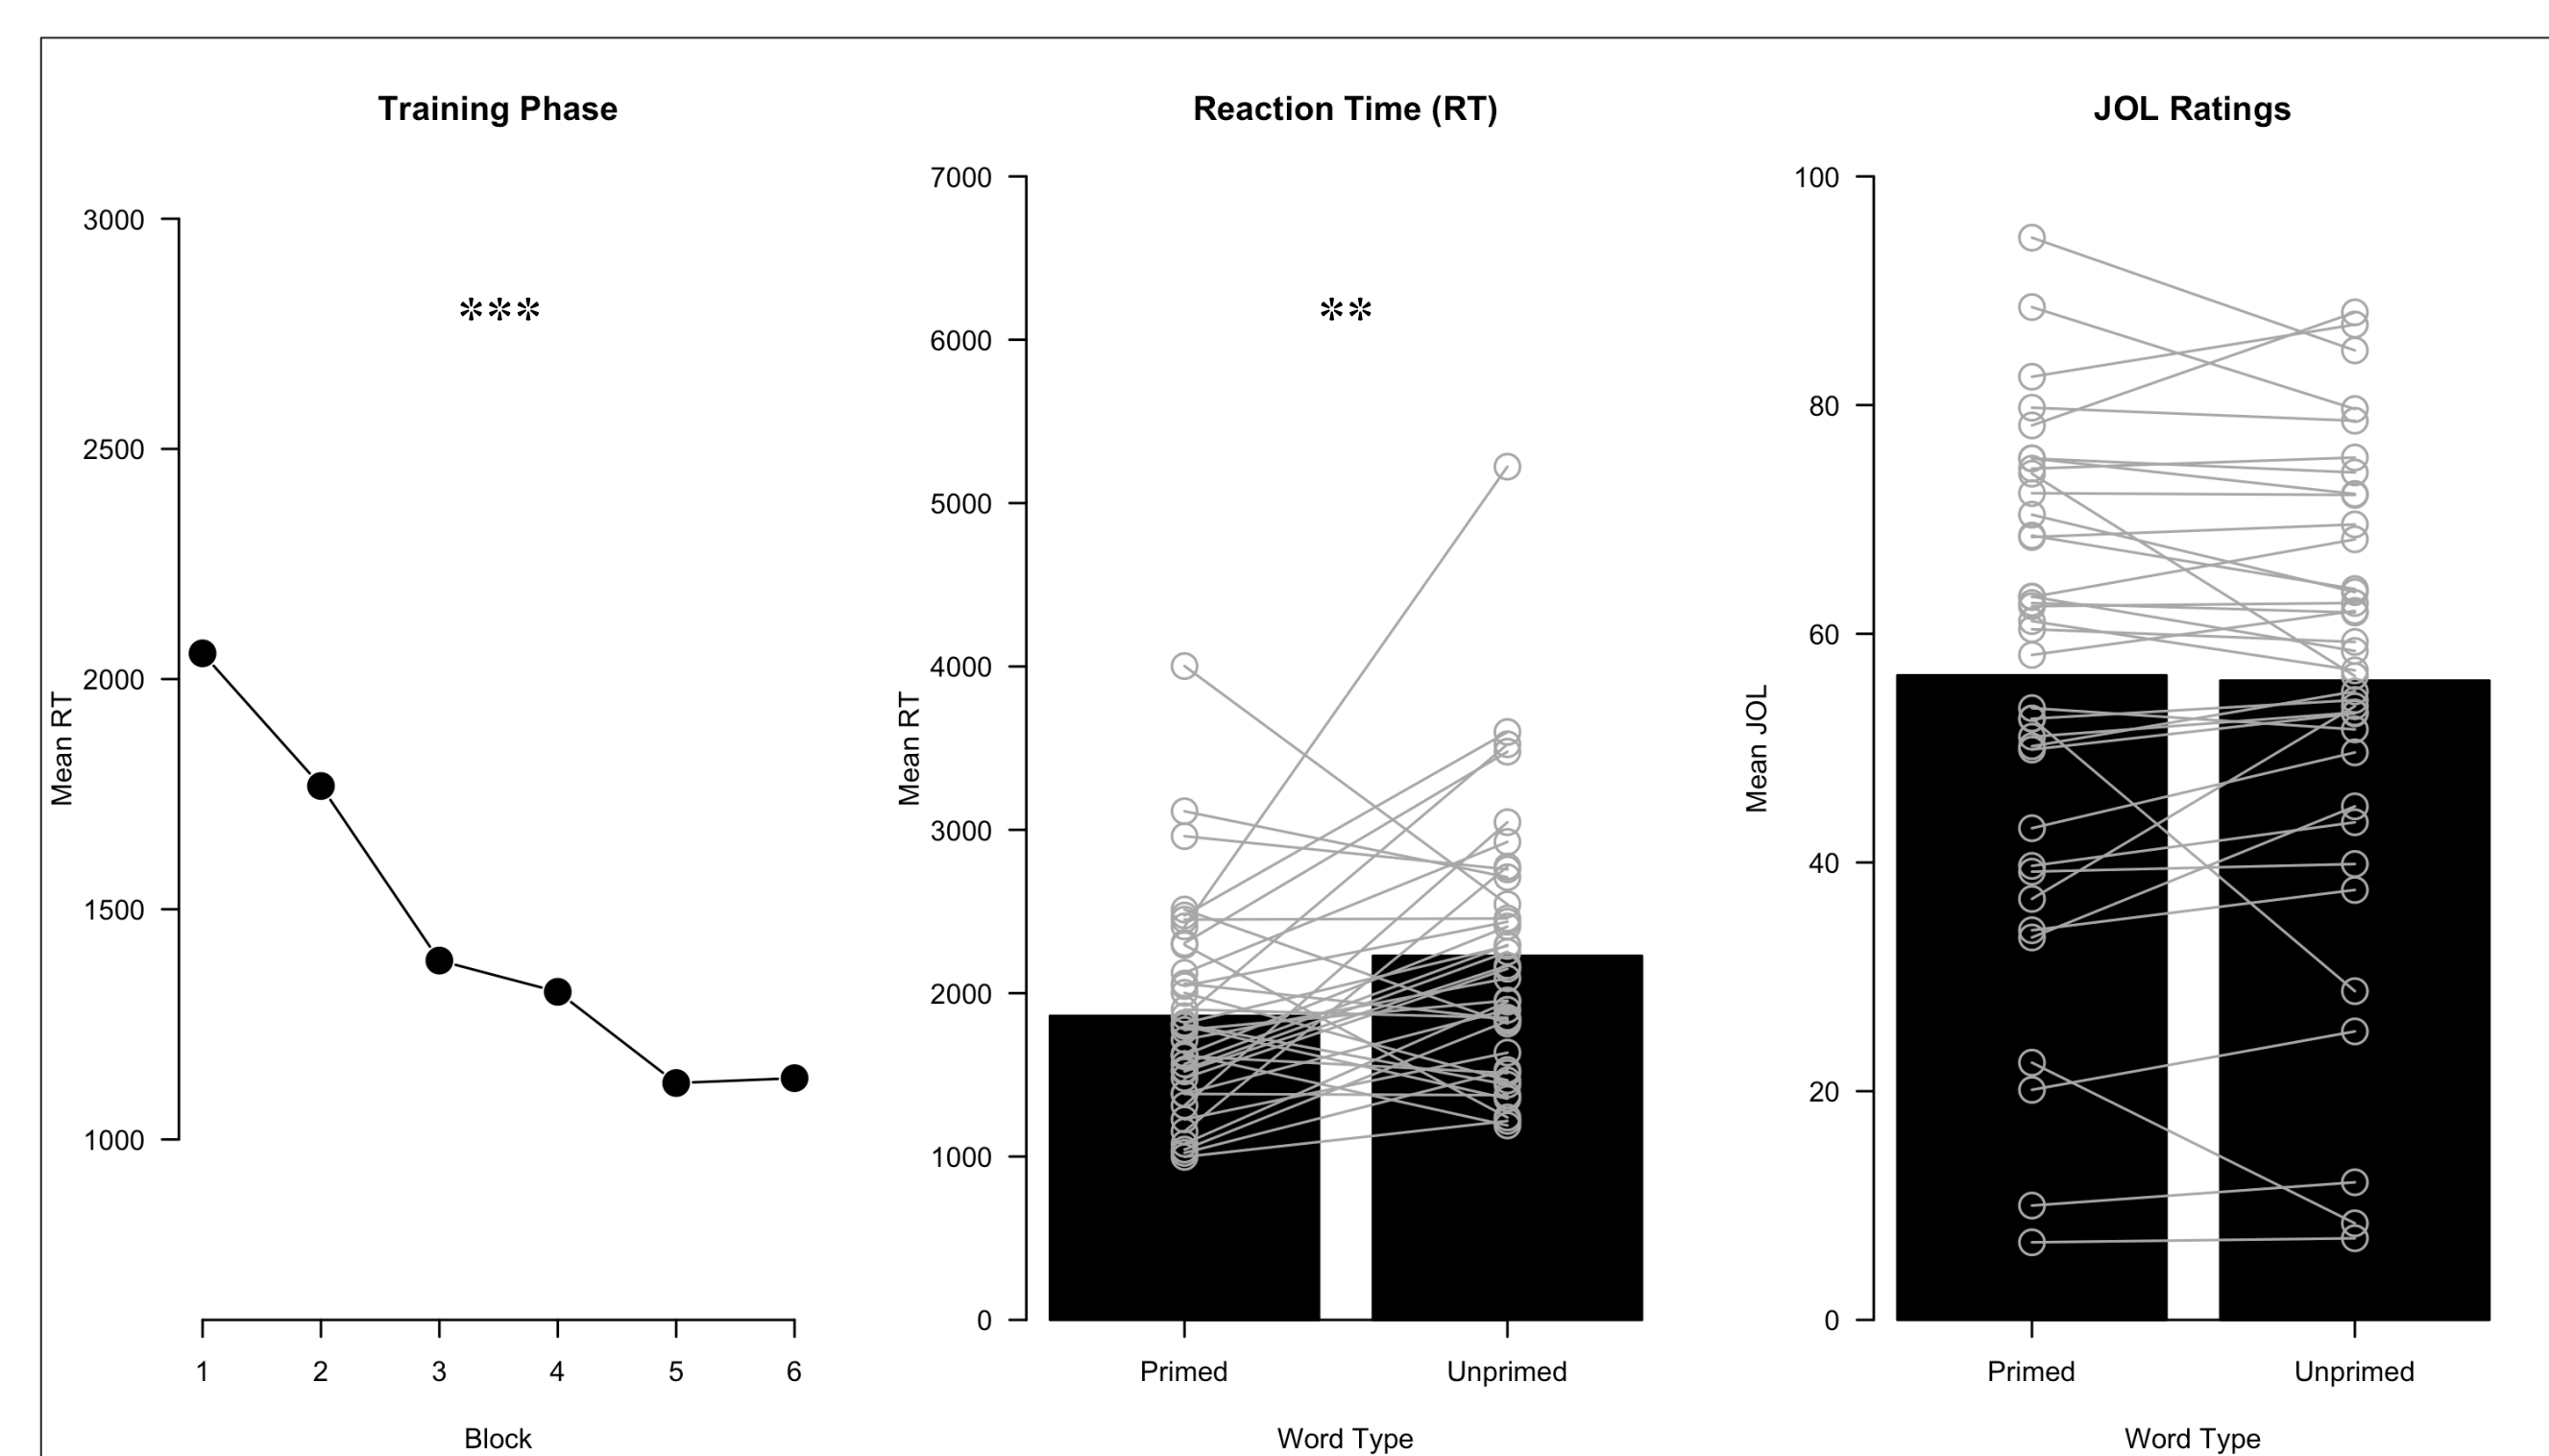 Training Phase
Mean RT
3000
2500
2000
1500
1000
***
1 2 3 4 5 6
Block
Reaction Time (RT)
Mean RT
7000
6000
5000
4000
3000
2000
1000
0
**
Primed Unprimed
Word Type
JOL Ratings
Mean JOL
100
80
60
40
20
0
Primed Unprimed
Word Type